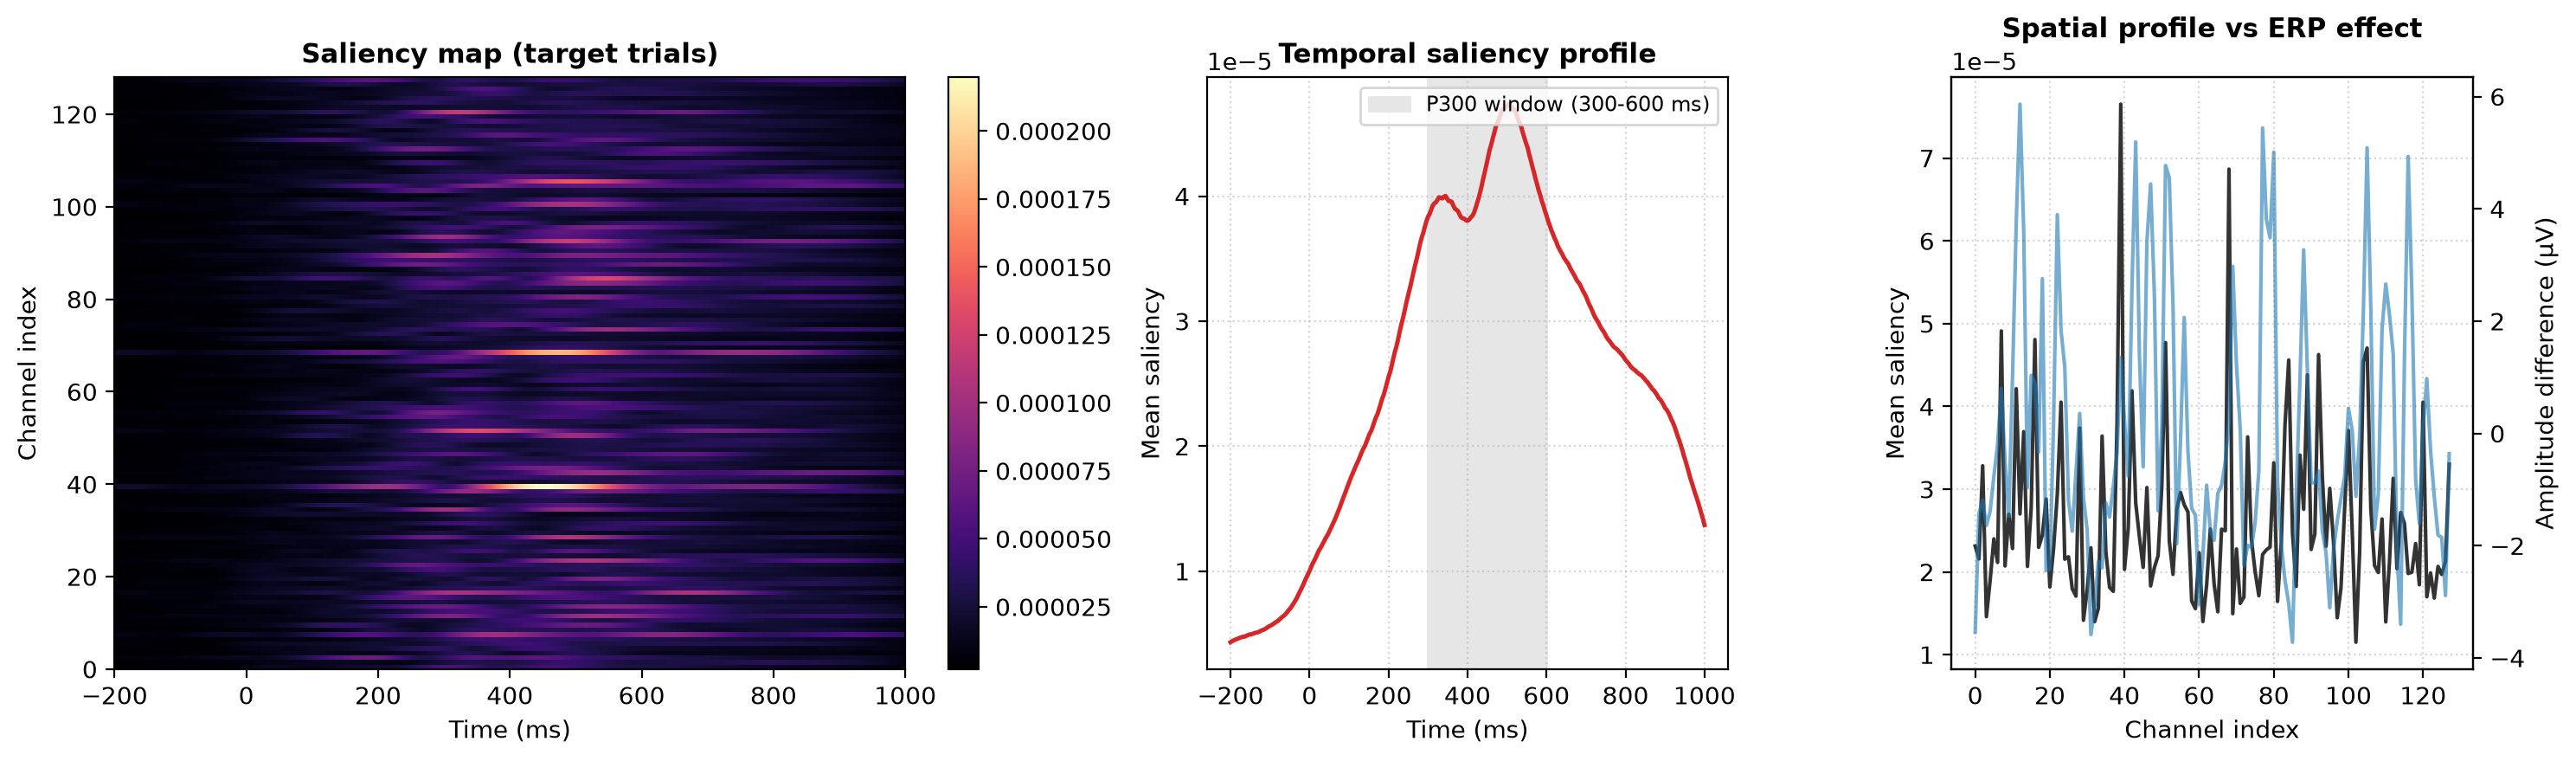 Saliency map (target trials)
120
100
80
60
40
20
0
Channel index
−200 0 200 400 600 800 1000
Time (ms)
0.000200
0.000175
0.000150
0.000125
0.000100
0.000075
0.000050
0.000025
Temporal saliency profile
1e−5
P300 window (300-600 ms)
4
3
2
1
Mean saliency
−200 0 200 400 600 800 1000
Time (ms)
Spatial profile vs ERP effect
1e−5
7
6
5
4
3
2
1
Mean saliency
0 20 40 60 80 100 120
Channel index
6
4
2
0
−2
−4
Amplitude difference (µV)